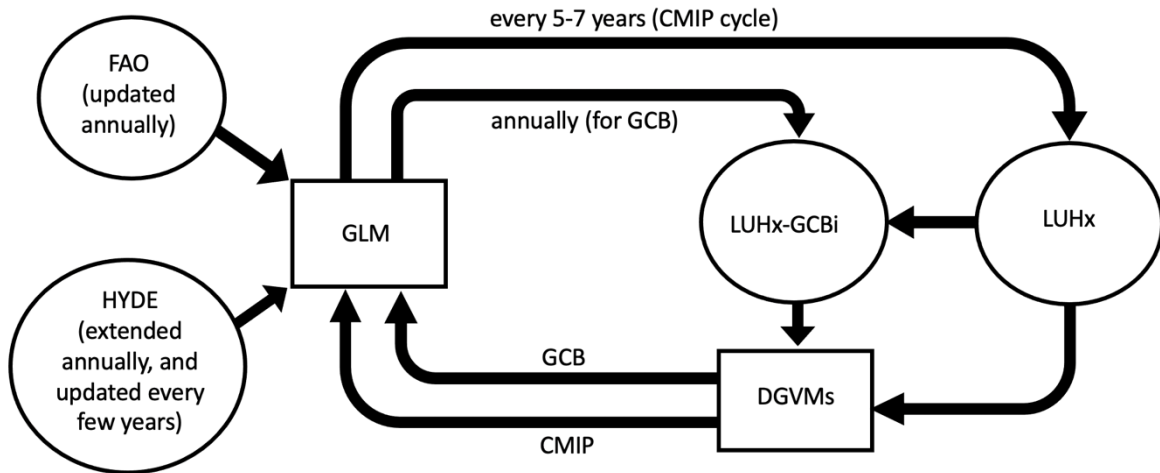 every 5-7 years (CMIP cycle)
FAO
(updated
annually)
annually (for GCB)
GLM
LUHx-GCBi
LUHx
HYDE
(extended
annually, and
updated every
few years)
GCB
DGVMs
CMIP